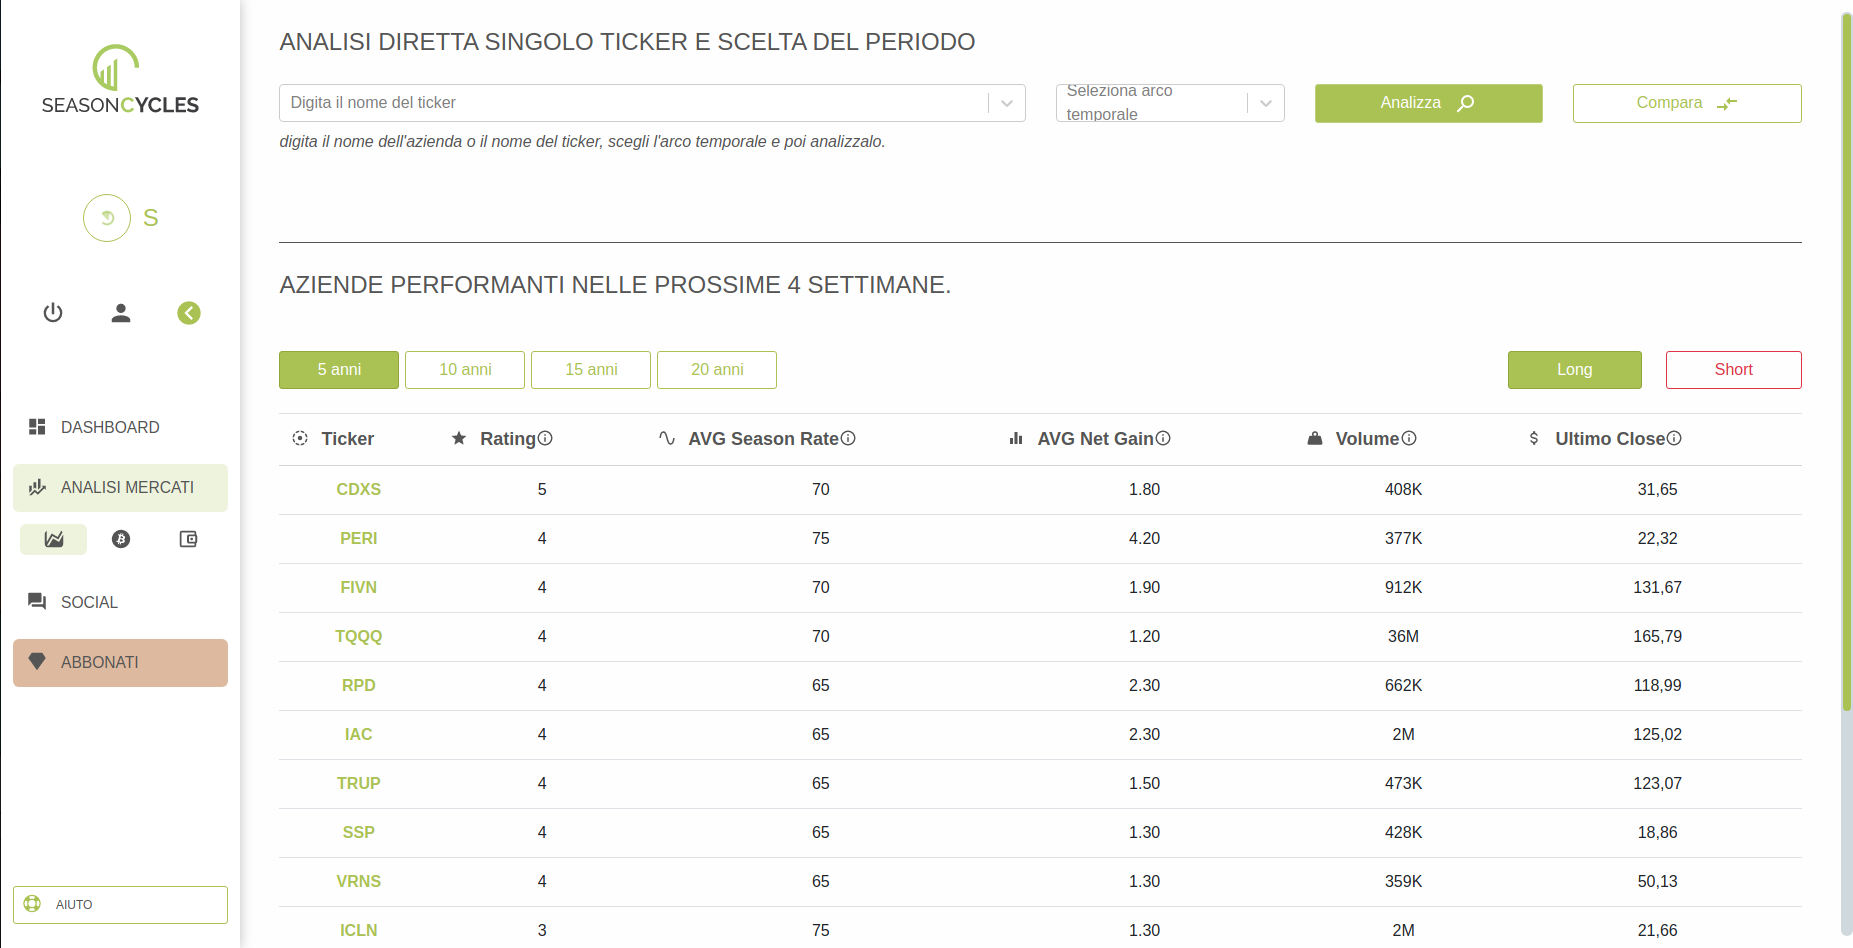 SEASONCYCLES
S
DASHBOARD
ANALISI MERCATI
SOCIAL
ABBONATI
AIUTO
ANALISI DIRETTA SINGOLO TICKER E SCELTA DEL PERIODO
Digita il nome del ticker
Seleziona arco
temporale
Analizza
Compara
digita il nome dell'azienda o il nome del ticker, scegli l'arco temporale e poi analizzalo.
AZIENDE PERFORMANTI NELLE PROSSIME 4 SETTIMANE.
5 anni 10 anni 15 anni 20 anni Long Short
Ticker Rating AVG Season Rate AVG Net Gain Volume Ultimo Close
CDXS 5 70 1.80 408K 31,65
PERI 4 75 4.20 377K 22,32
FIVN 4 70 1.90 912K 131,67
TQQQ 4 70 1.20 36M 165,79
RPD 4 65 2.30 662K 118,99
IAC 4 65 2.30 2M 125,02
TRUP 4 65 1.50 473K 123,07
SSP 4 65 1.30 428K 18,86
VRNS 4 65 1.30 359K 50,13
ICLN 3 75 1.30 2M 21,66